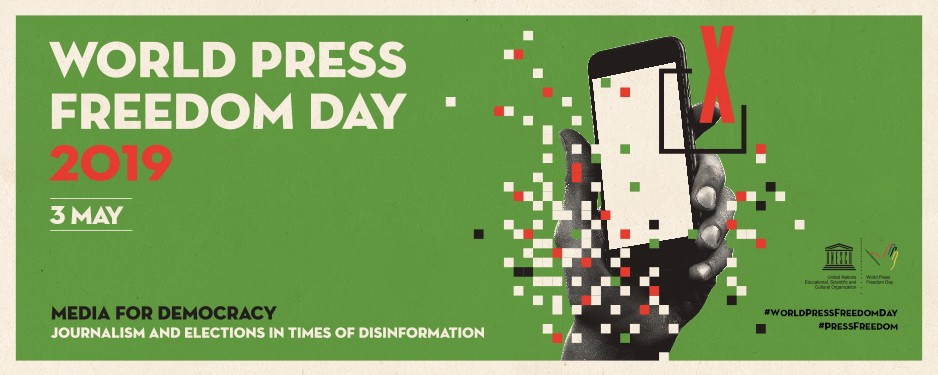 WORLD PRESS
FREEDOM DAY
2019
3 MAY
MEDIA FOR DEMOCRACY
JOURNALISM AND ELECTIONS IN TIMES OF DISINFORMATION
X
UNESCO
United Nations
Educational, Scientific and
Cultural Organization
World Press
Freedom Day
#WORLDPRESSFREEDOMDAY
#PRESSFREEDOM